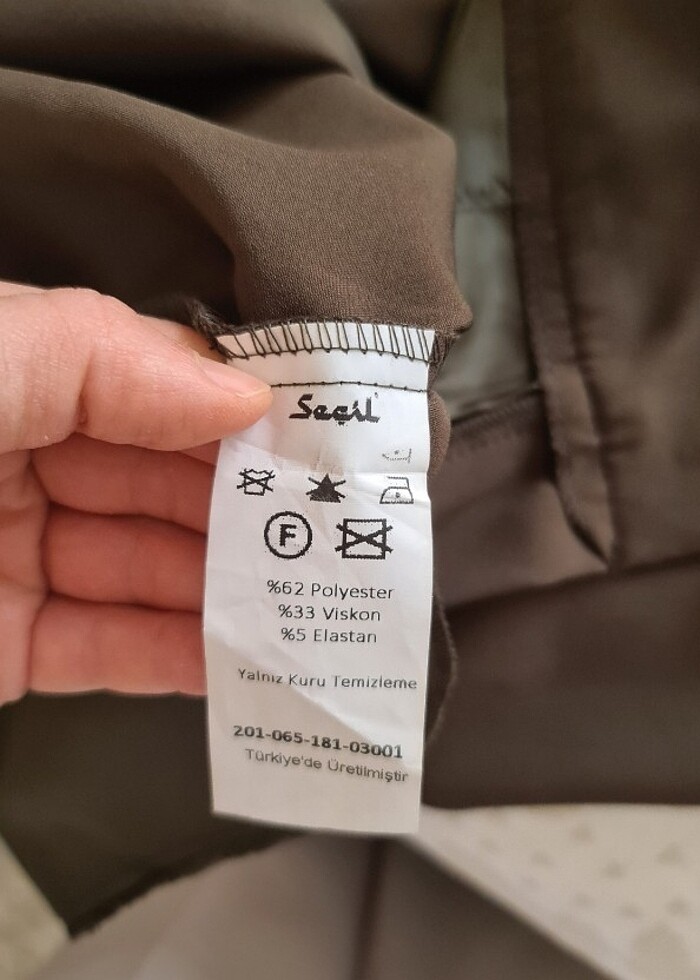 Seçil
F
%62 Polyester
%33 Viskon
%5 Elastan
Yalnız Kuru Temizleme
201-065-181-03001
Türkiye'de Üretilmiştir